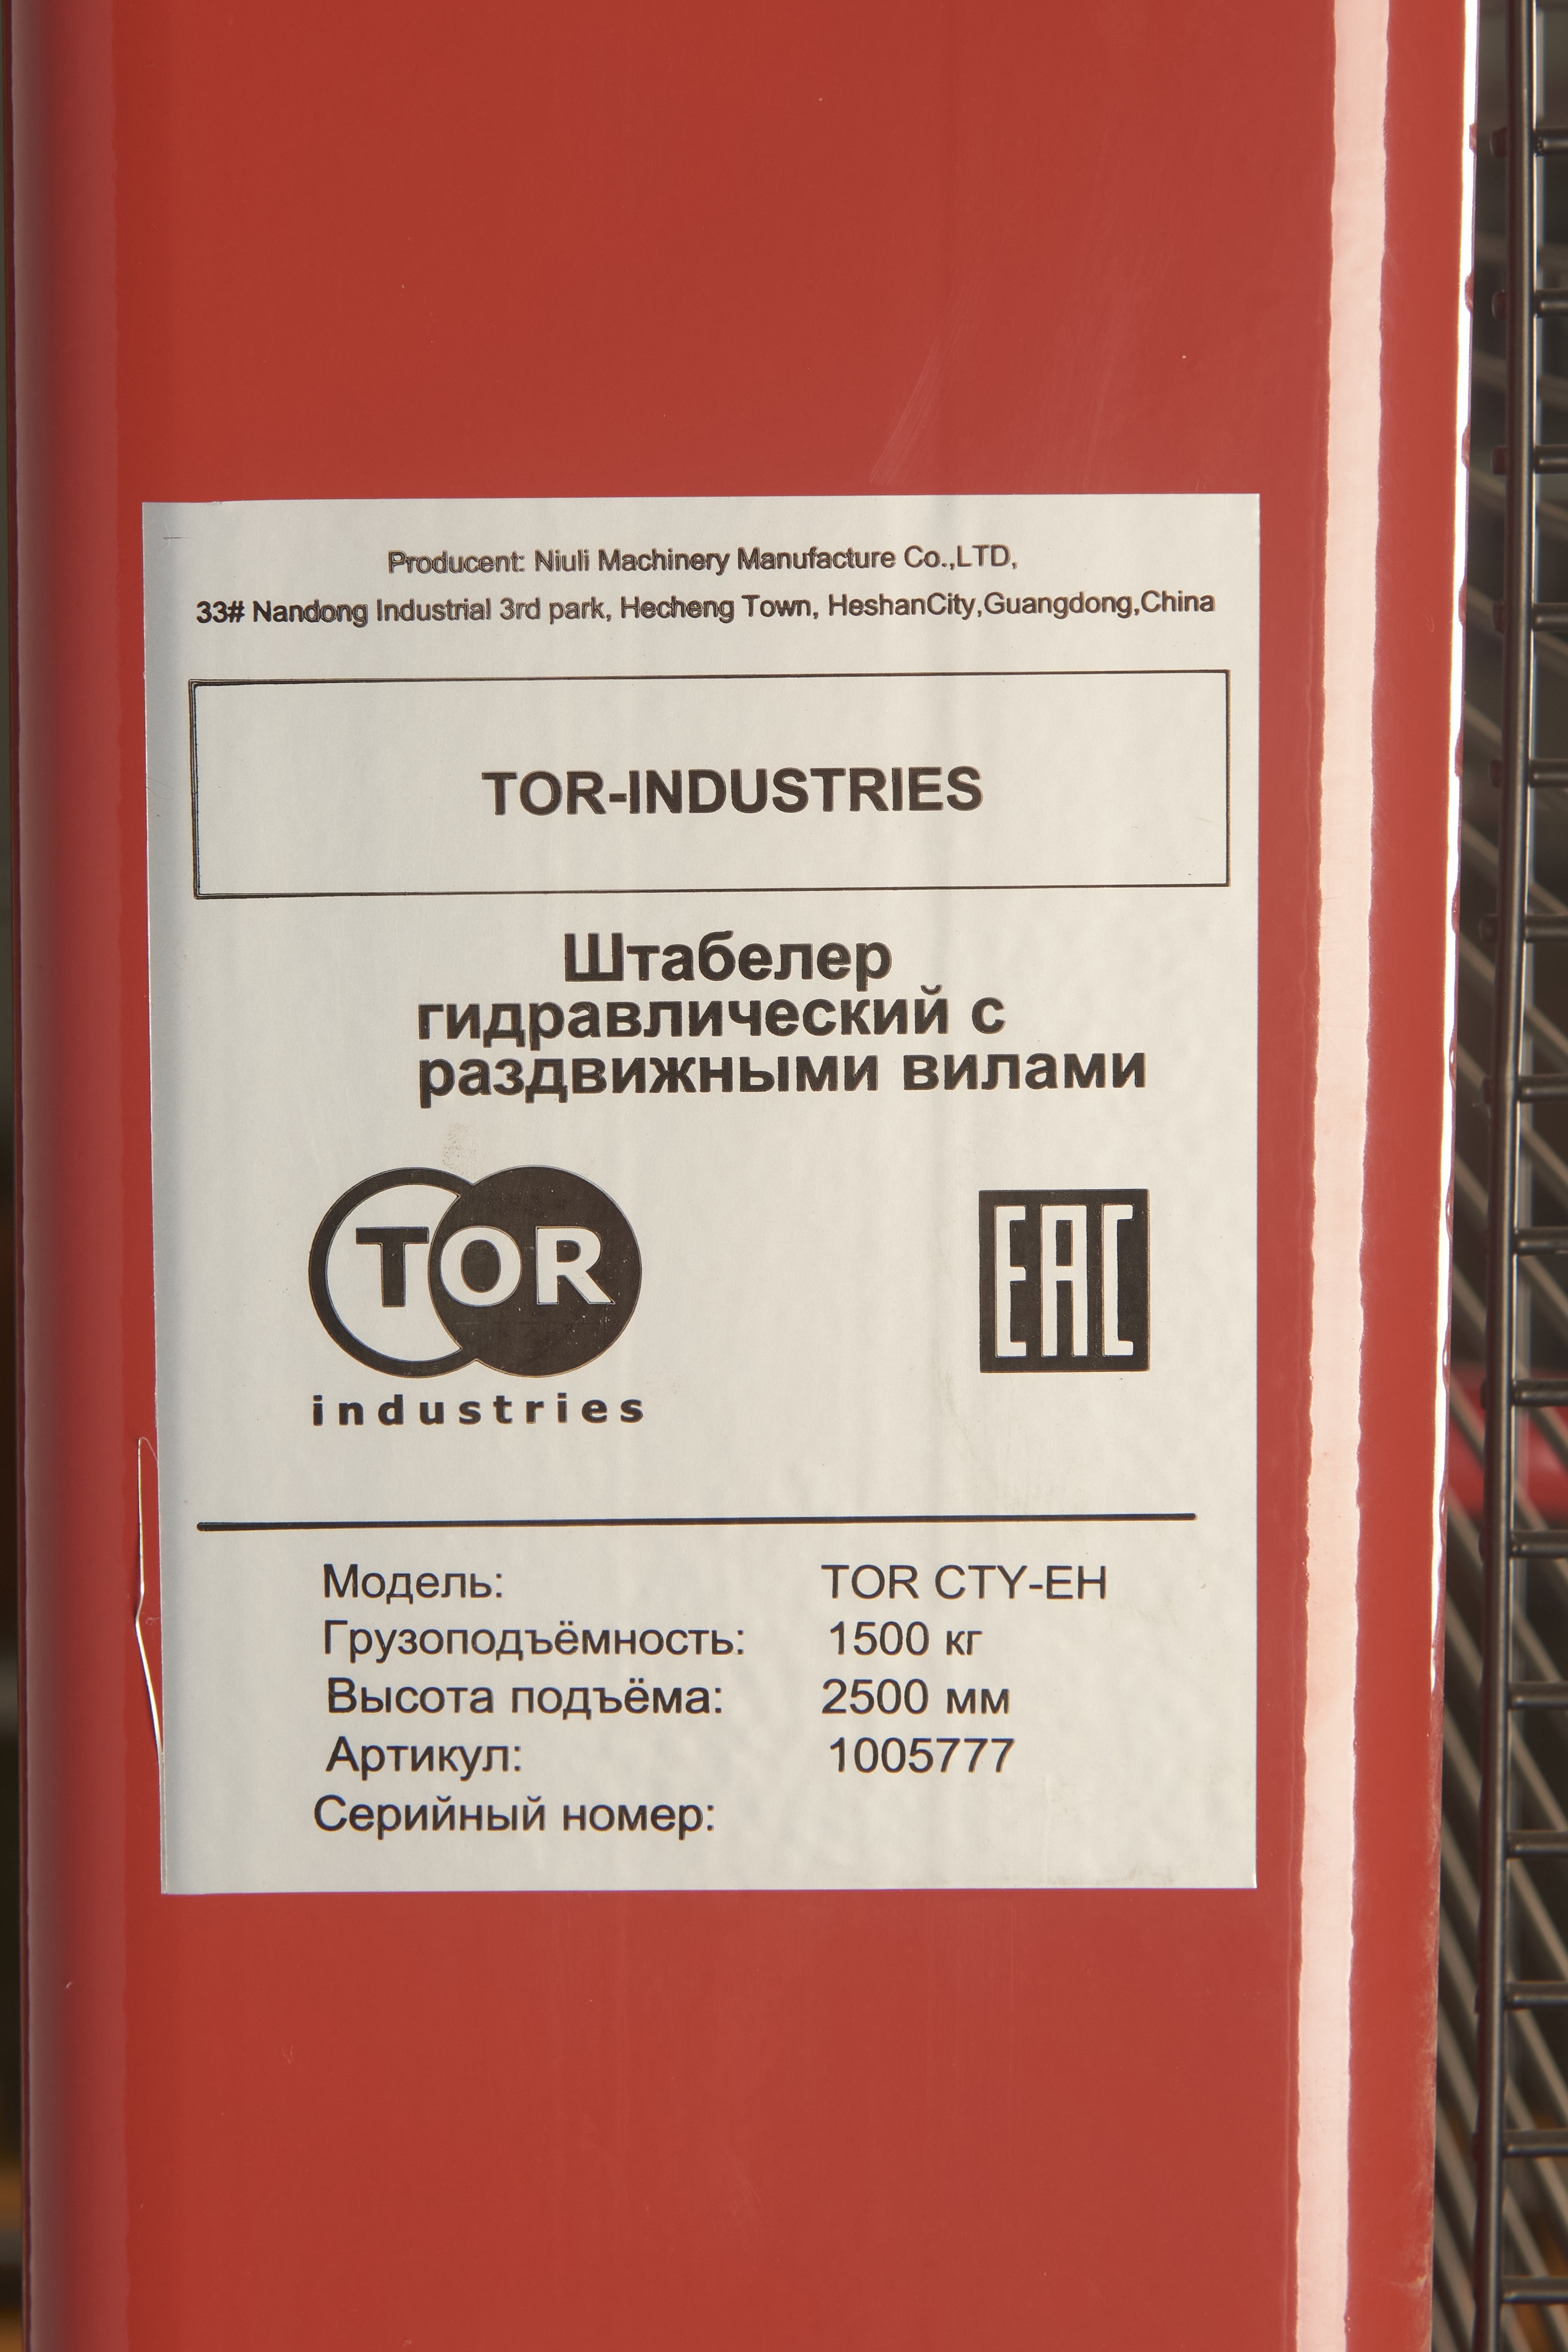 Producent: Niuli Machinery Manufacture Co.,LTD,
33# Nandong Industrial 3rd park, Hecheng Town, HeshanCity,Guangdong,China
TOR-INDUSTRIES
Штабелер
гидравлический с
раздвижными вилами
TOR
industries
EAC
Модель: TOR CTY-EH
Грузоподъёмность: 1500 кг
Высота подъёма: 2500 мм
Артикул: 1005777
Серийный номер: